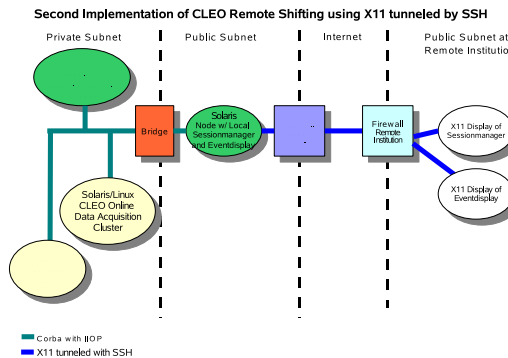 Second Implementation of CLEO Remote Shifting using X11 tunneled by SSH
Private Subnet
Public Subnet
Internet
Public Subnet at
Remote Institutio
Bridge
Solaris
Node w/ Local
Sessionmanager
and Eventdisplay
Firewall
Remote
Institution
X11 Display of
Sessionmanager
X11 Display of
Eventdisplay
Solaris/Linux
CLEO Online
Data Acquisition
Cluster
Corba with IIOP
X11 tunneled with SSH